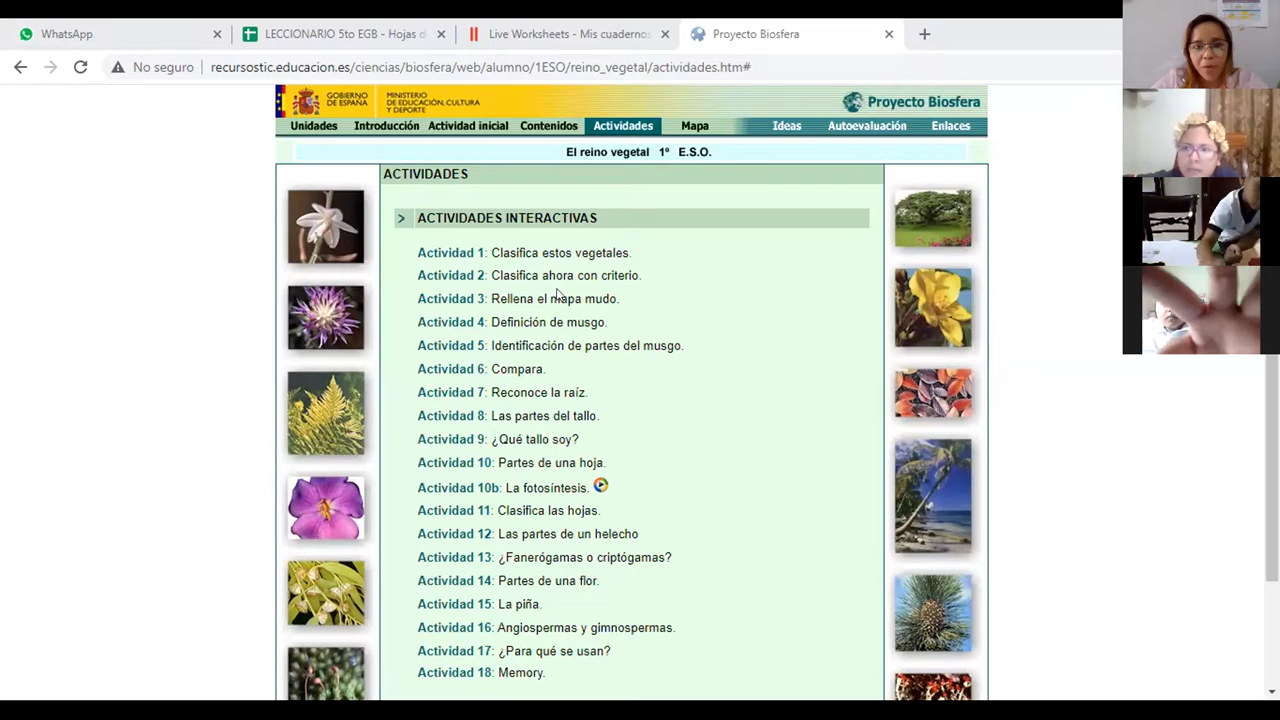 WhatsApp
LECCIONARIO 5to EGB - Hojas d
Live Worksheets - Mis cuadernos
Proyecto Biosfera
No seguro
recursostic.educacion.es/ciencias/biosfera/web/alumno/1ESO/reino_vegetal/actividades.htm#
GOBIERNO
DE ESPAÑA
MINISTERIO
DE EDUCACIÓN, CULTURA
Y DEPORTE
Proyecto Biosfera
Unidades Introducción Actividad inicial Contenidos Actividades Mapa Ideas Autoevaluación Enlaces
El reino vegetal 1º E.S.O.
ACTIVIDADES
> ACTIVIDADES INTERACTIVAS
Actividad 1: Clasifica estos vegetales.
Actividad 2: Clasifica ahora con criterio.
Actividad 3: Rellena el mapa mudo.
Actividad 4: Definición de musgo.
Actividad 5: Identificación de partes del musgo.
Actividad 6: Compara.
Actividad 7: Reconoce la raíz.
Actividad 8: Las partes del tallo.
Actividad 9: ¿Qué tallo soy?
Actividad 10: Partes de una hoja.
Actividad 10b: La fotosíntesis.
Actividad 11: Clasifica las hojas.
Actividad 12: Las partes de un helecho
Actividad 13: ¿Fanerógamas o criptógamas?
Actividad 14: Partes de una flor.
Actividad 15: La piña.
Actividad 16: Angiospermas y gimnospermas.
Actividad 17: ¿Para qué se usan?
Actividad 18: Memory.